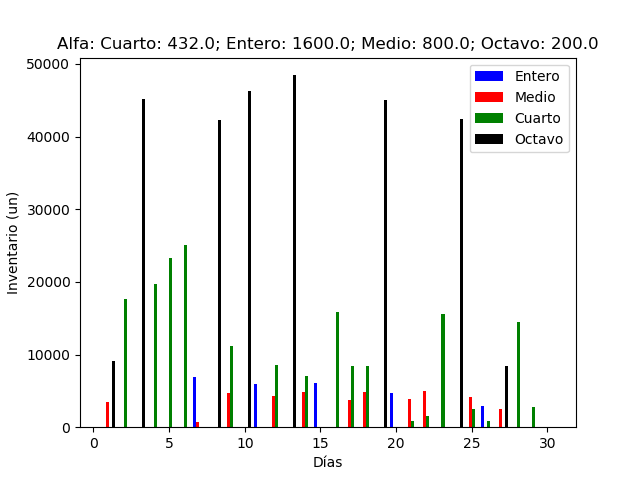 Alfa: Cuarto: 432.0; Entero: 1600.0; Medio: 800.0; Octavo: 200.0
50000
40000
30000
20000
10000
0
Inventario (un)
Entero
Medio
Cuarto
Octavo
0 5 10 15 20 25 30
Días